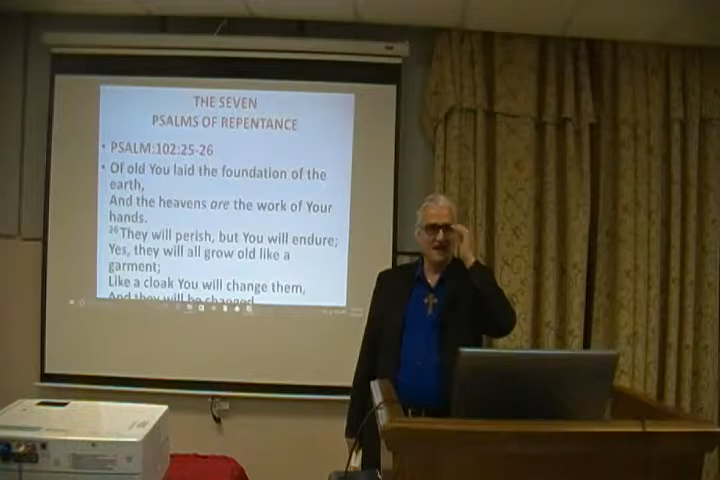 THE SEVEN
PSALMS OF REPENTANCE
• PSALM:102:25-26
• Of old You laid the foundation of the
earth,
And the heavens are the work of Your
hands.
26 They will perish, but You will endure;
Yes, they will all grow old like a
garment;
Like a cloak You will change them,
And they will be changed